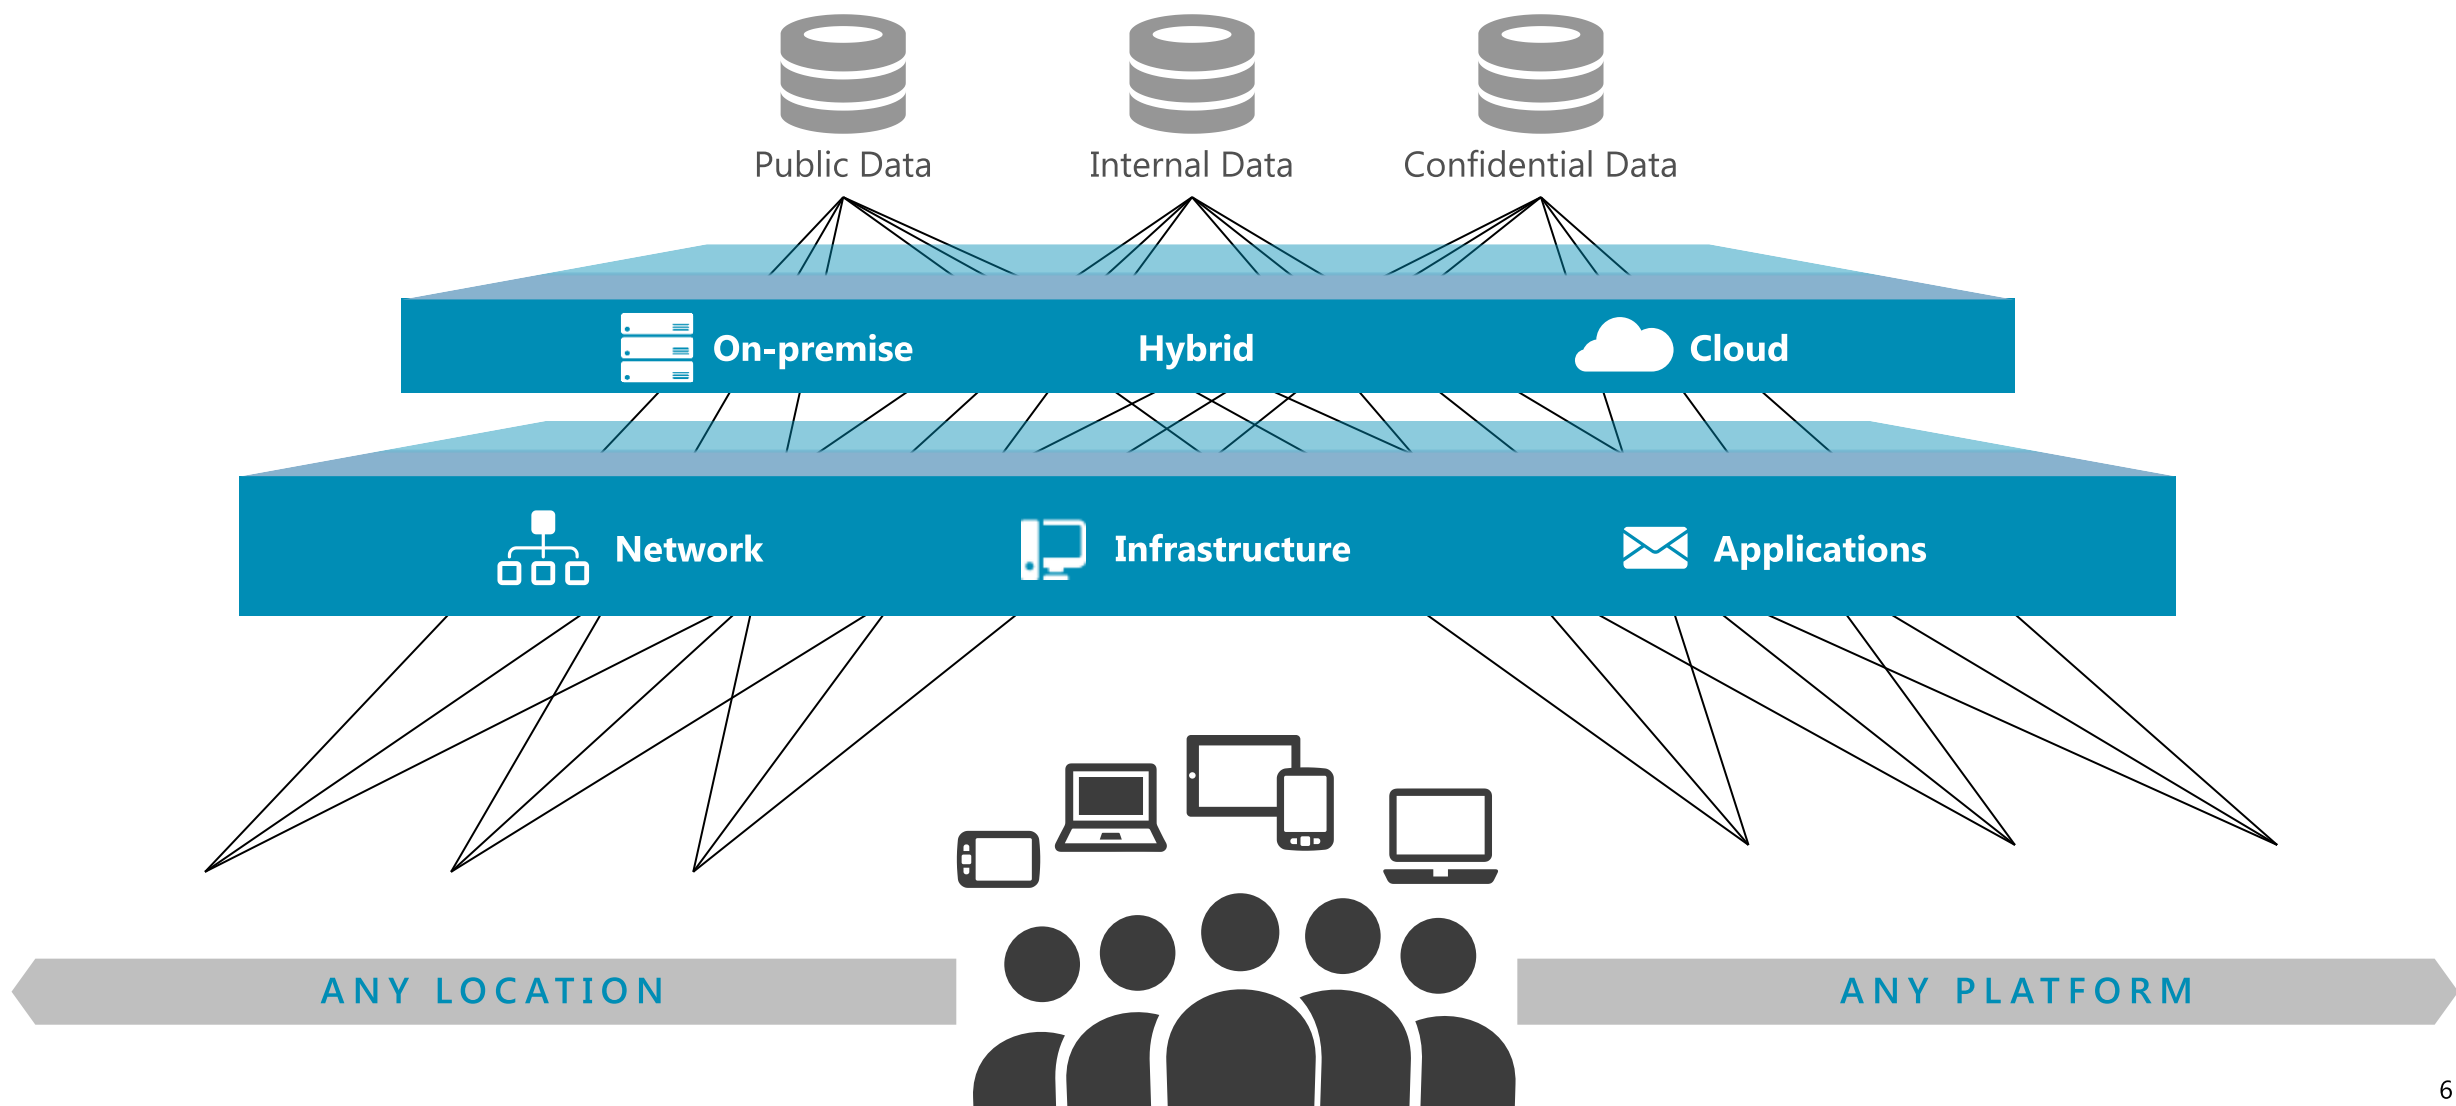 Public Data Internal Data Confidential Data
On-premise Hybrid Cloud
Network Infrastructure Applications
ANY LOCATION ANY PLATFORM
6